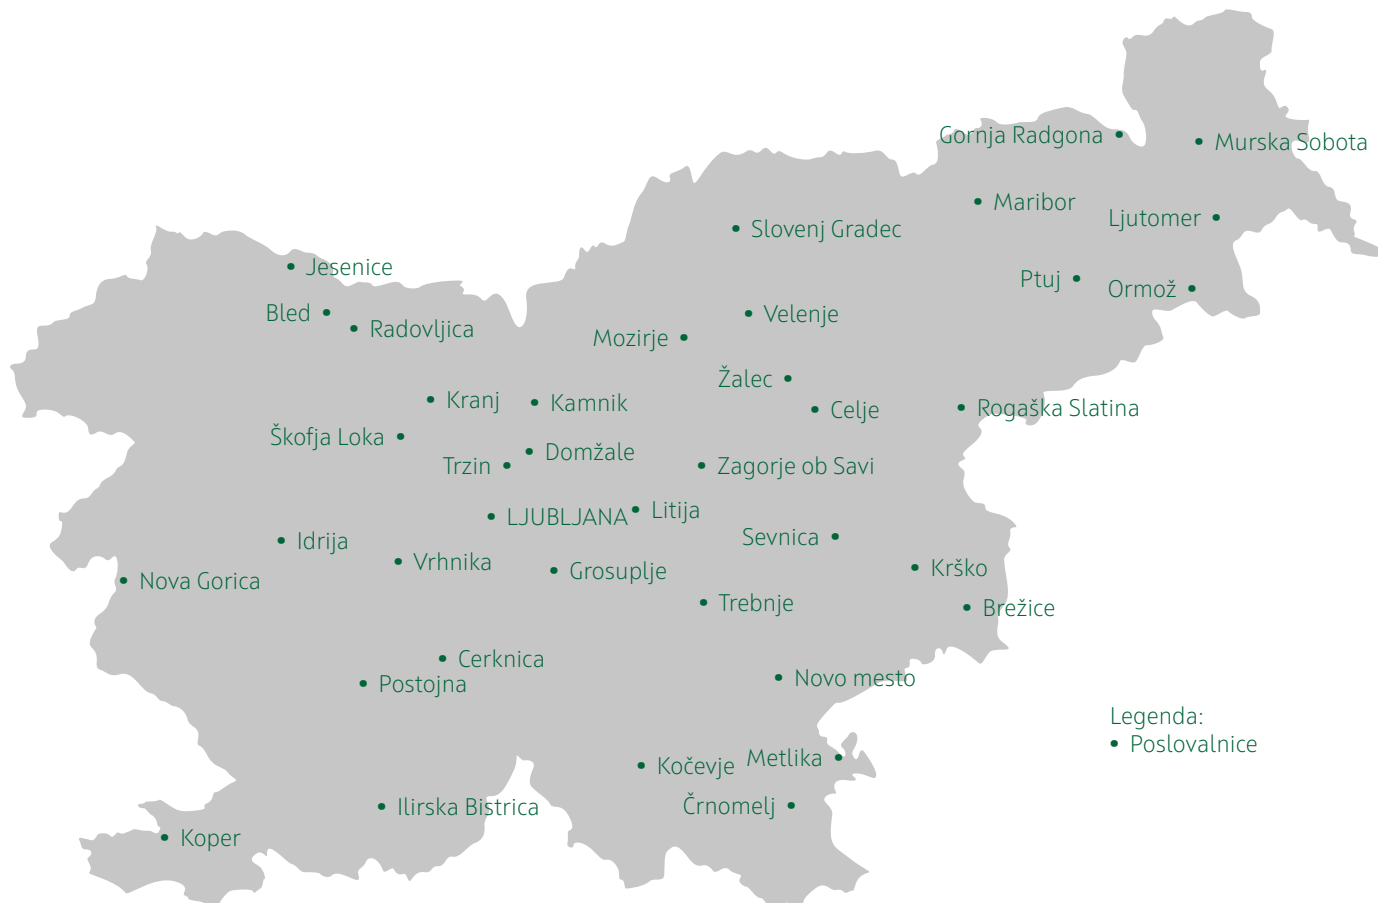 Gornja Radgona
Murska Sobota
Maribor
Ljutomer
Slovenj Gradec
Jesenice
Ptuj
Ormož
Bled
Velenje
Radovljica
Mozirje
Žalec
Kranj
Kamnik
Celje
Rogaška Slatina
Škofja Loka
Domžale
Trzin
Zagorje ob Savi
LJUBLJANA
Litija
Sevnica
Idrija
Vrhnika
Grosuplje
Krško
Nova Gorica
Trebnje
Brežice
Cerknica
Postojna
Novo mesto
Legenda:
Poslovalnice
Metlika
Kočevje
Ilirska Bistrica
Črnomelj
Koper